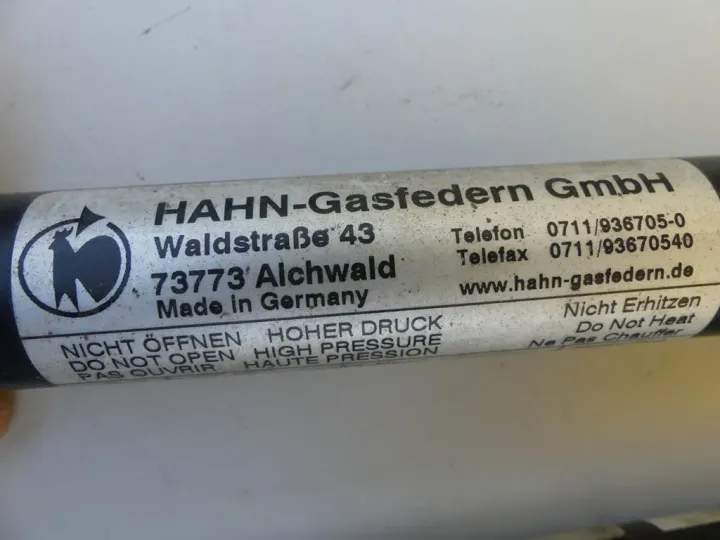 HAHN-Gasfedern GmbH
Waldstraße 43
73773 Aichwald
Made in Germany
Telefon 0711/936705-0
Telefax 0711/93670540
www.hahn-gasfedern.de
NICHT ÖFFNEN HOHER DRUCK
DO NOT OPEN HIGH PRESSURE
PAS OUVRIR HAUTE PRESSION
Nicht Erhitzen
Do Not Heat
Ne Pas Chauffer